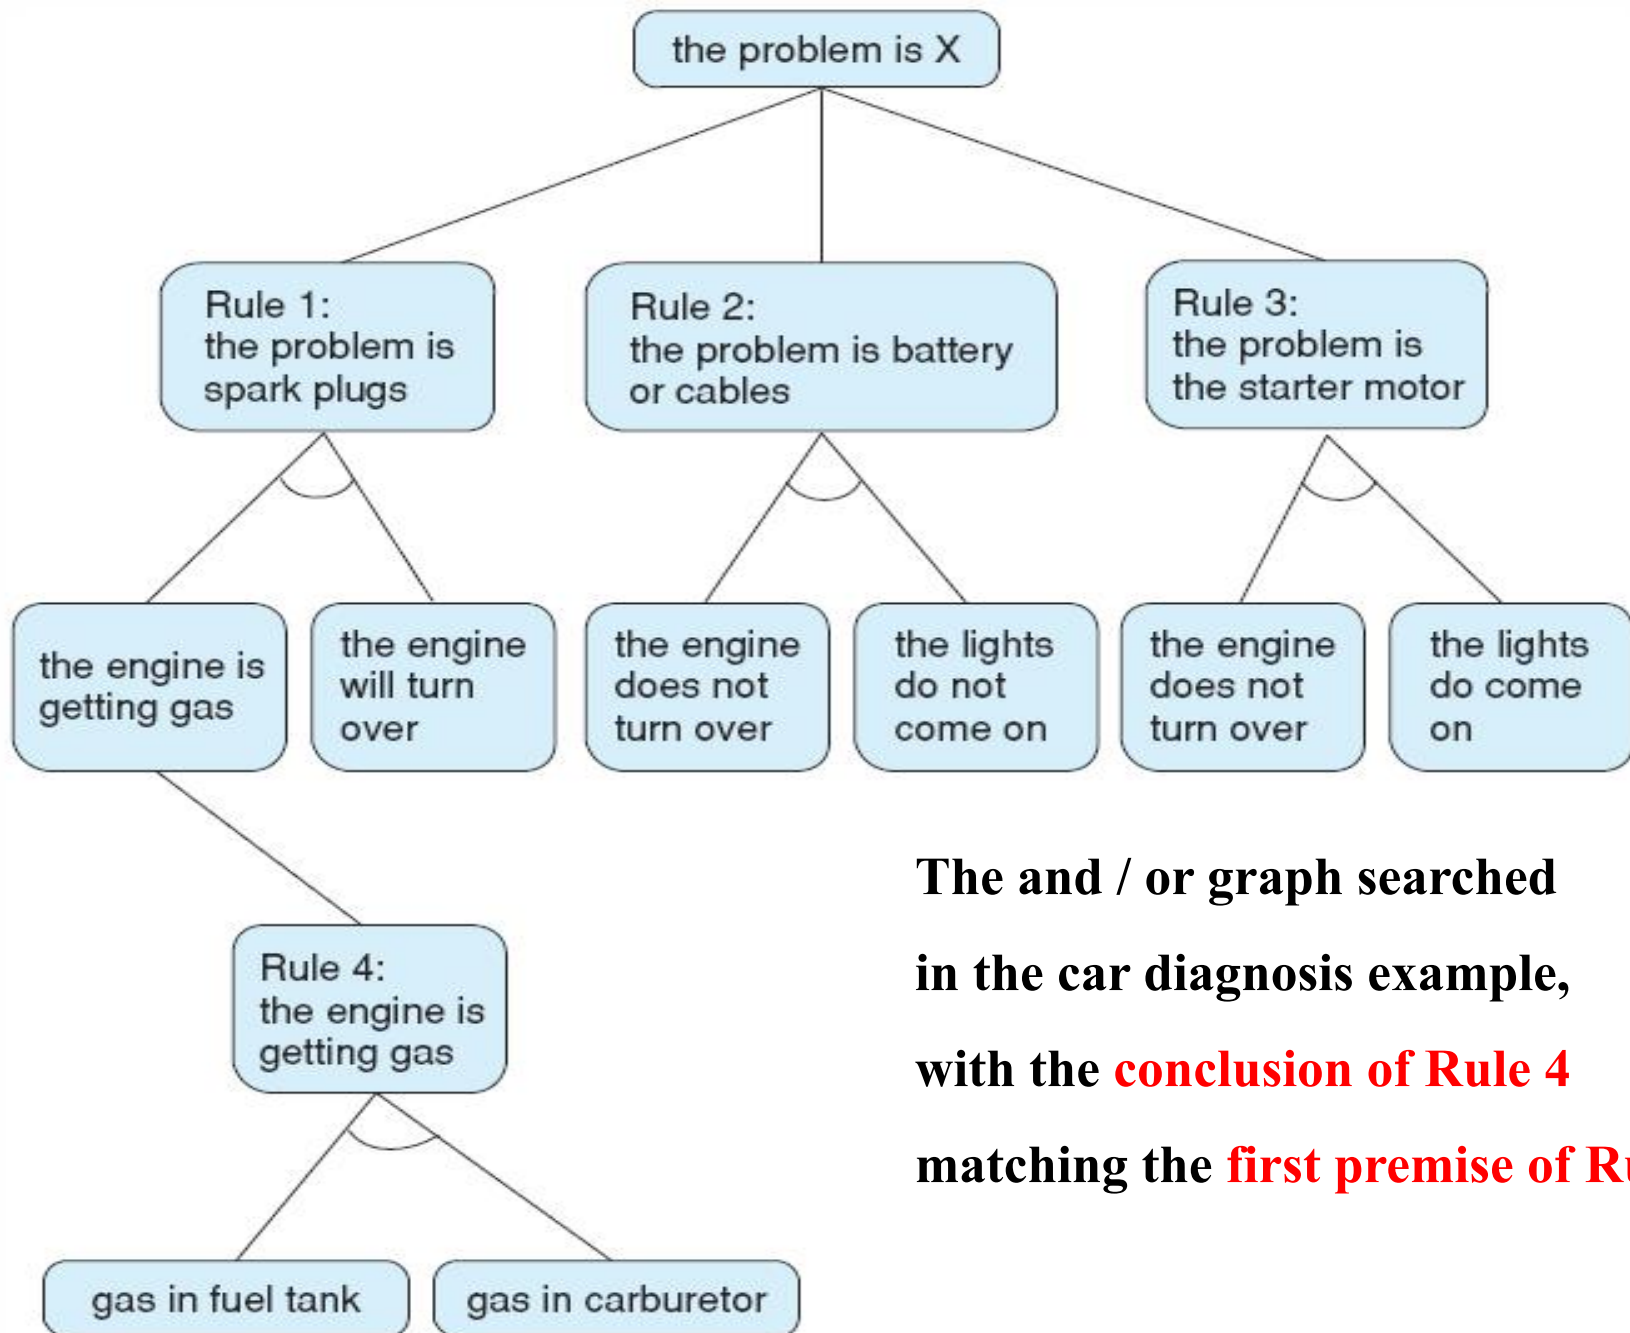 the problem is X
Rule 1:
the problem is
spark plugs
Rule 2:
the problem is battery
or cables
Rule 3:
the problem is
the starter motor
the engine is
getting gas
the engine
will turn
over
the engine
does not
turn over
the lights
do not
come on
the engine
does not
turn over
the lights
do come
on
Rule 4:
the engine is
getting gas
gas in fuel tank
gas in carburetor
The and / or graph searched
in the car diagnosis example,
with the conclusion of Rule 4
matching the first premise of